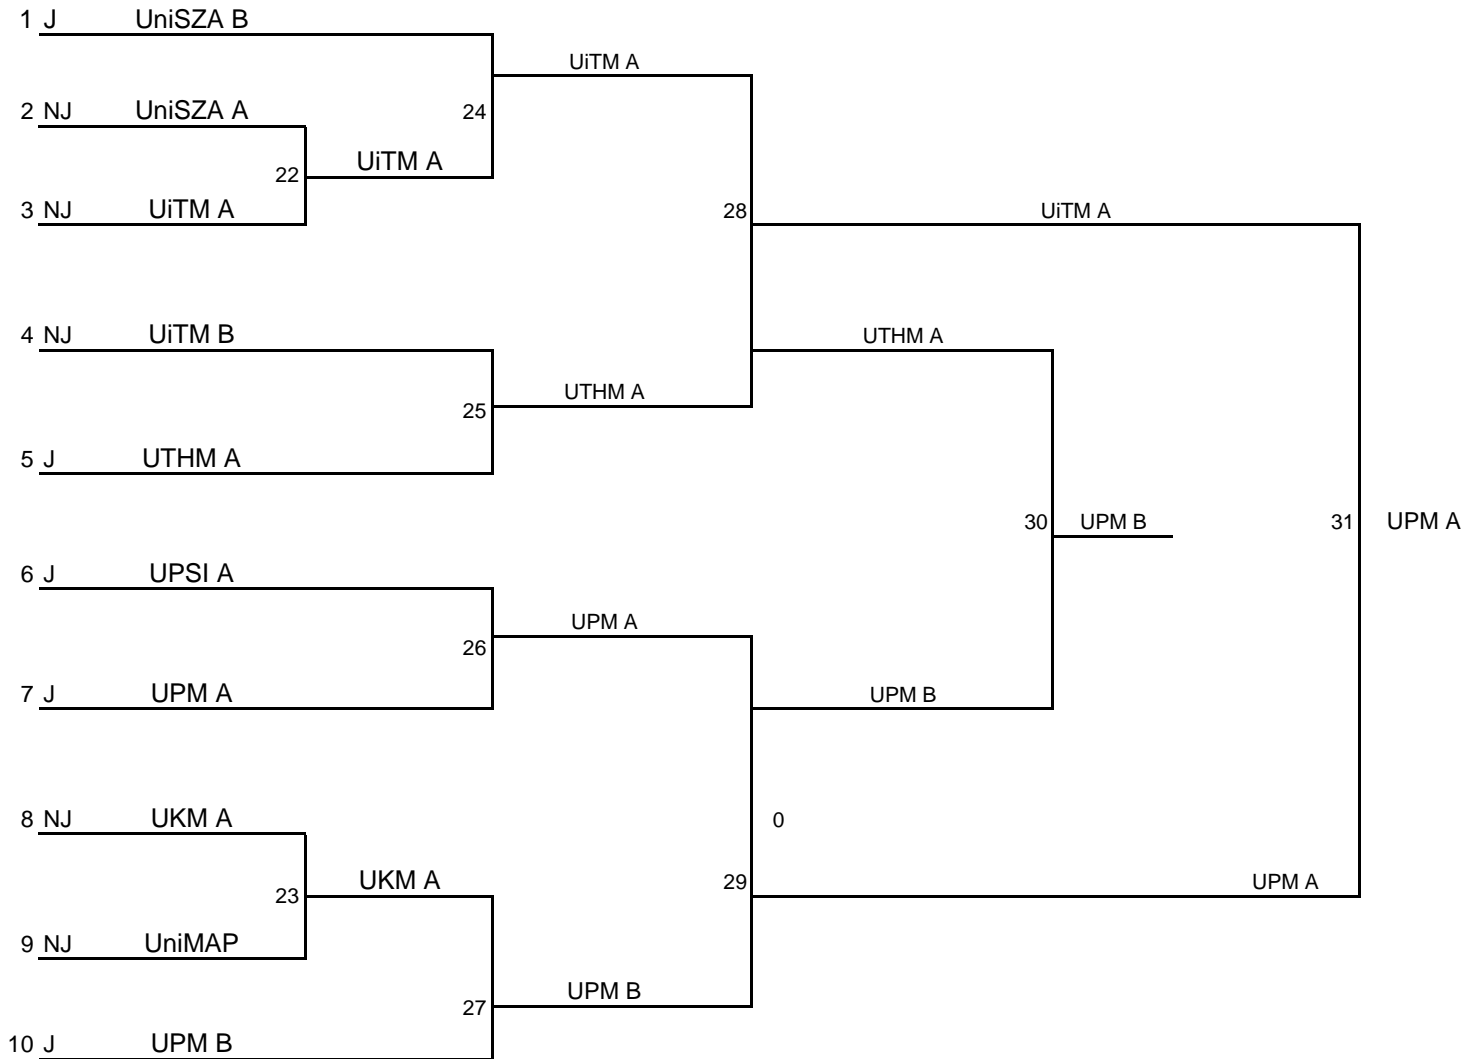 1 J UniSZA B
UiTM A
2 NJ UniSZA A
24
22 UiTM A
3 NJ UiTM A
28
UiTM A
4 NJ UiTM B
UTHM A
25
UTHM A
5 J UTHM A
30 UPM B
31 UPM A
6 J UPSI A
UPM A
26
7 J UPM A
UPM B
8 NJ UKM A
0
23 UKM A
29
UPM A
9 NJ UniMAP
27
UPM B
10 J UPM B